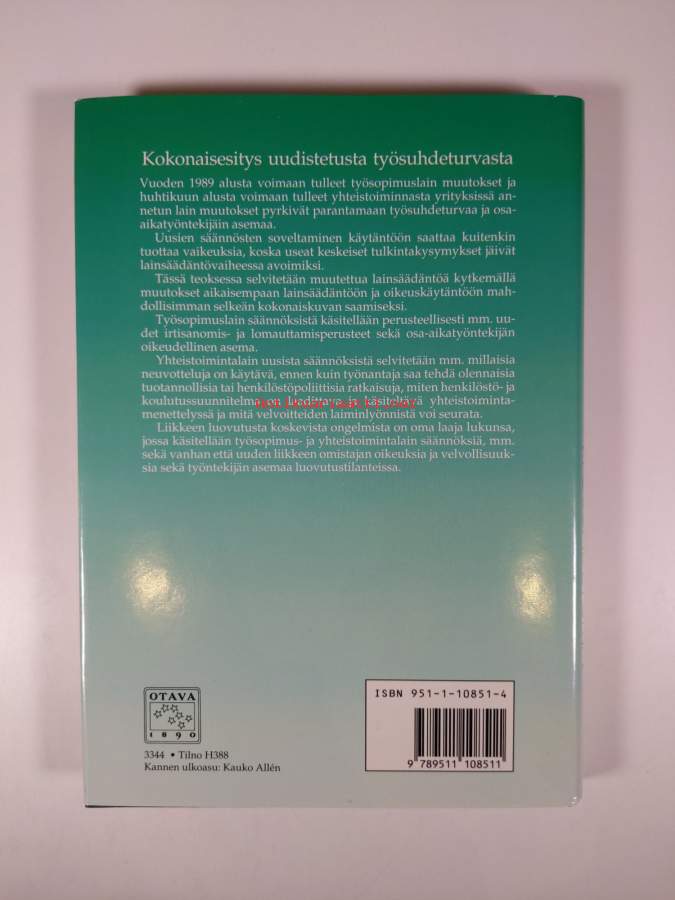 Kokonaisesitys uudistetusta työsuhdeturvasta
Vuoden 1989 alusta voimaan tulleet työsopimuslain muutokset ja
huhtikuun alusta voimaan tulleet yhteistoiminnasta yrityksissä an-
netun lain muutokset pyrkivät parantamaan työsuhdeturvaa ja osa-
aikatyöntekijäin asemaa.
Uusien säännösten soveltaminen käytäntöön saattaa kuitenkin
tuottaa vaikeuksia, koska useat keskeiset tulkintakysymykset jäivät
lainsäädäntövaiheessa avoimiksi.
Tässä teoksessa selvitetään muutettua lainsäädäntöä kytkemällä
muutokset aikaisempaan lainsäädäntöön ja oikeuskäytäntöön mah-
dollisimman selkeän kokonaiskuvan saamiseksi.
Työsopimuslain säännöksistä käsitellään perusteellisesti mm. uu-
det irtisanomis- ja lomauttamisperusteet sekä osa-aikatyöntekijän
oikeudellinen asema.
Yhteistoimintalain uusista säännöksistä selvitetään mm. millaisia
neuvotteluja on käytävä, ennen kuin työnantaja saa tehdä olennaisia
tuotannollisia tai henkilöstöpoliittisia ratkaisuja, miten henkilöstö- ja
koulutussuunnitelma on laadittava ja käsiteltävä yhteistoiminta-
menettelyssä ja mitä velvoitteiden laiminlyönnistä voi seurata.
Liikkeen luovutusta koskevista ongelmista on oma laaja lukunsa,
jossa käsitellään työsopimus- ja yhteistoimintalain säännöksiä, mm.
sekä vanhan että uuden liikkeen omistajan oikeuksia ja velvollisuuk-
sia sekä työntekijän asemaa luovutustilanteissa.
OTAVA
1890
3344 • Tilno H388
Kannen ulkoasu: Kauko Allén
ISBN 951-1-10851-4
9 789511 108511